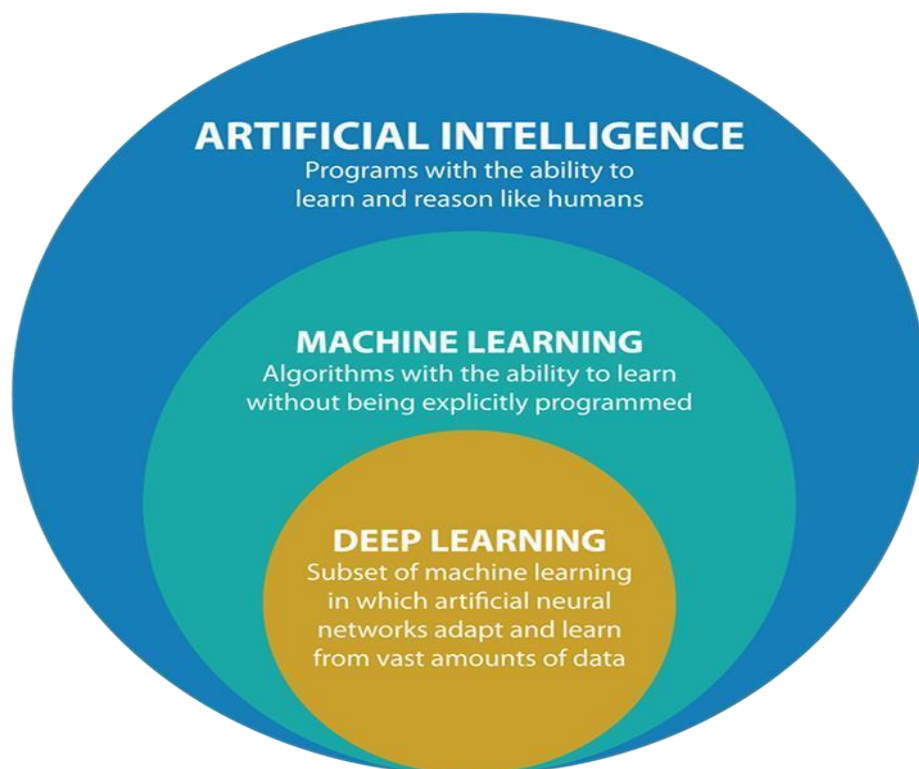 ARTIFICIAL INTELLIGENCE
Programs with the ability to
learn and reason like humans
MACHINE LEARNING
Algorithms with the ability to learn
without being explicitly programmed
DEEP LEARNING
Subset of machine learning
in which artificial neural
networks adapt and learn
from vast amounts of data